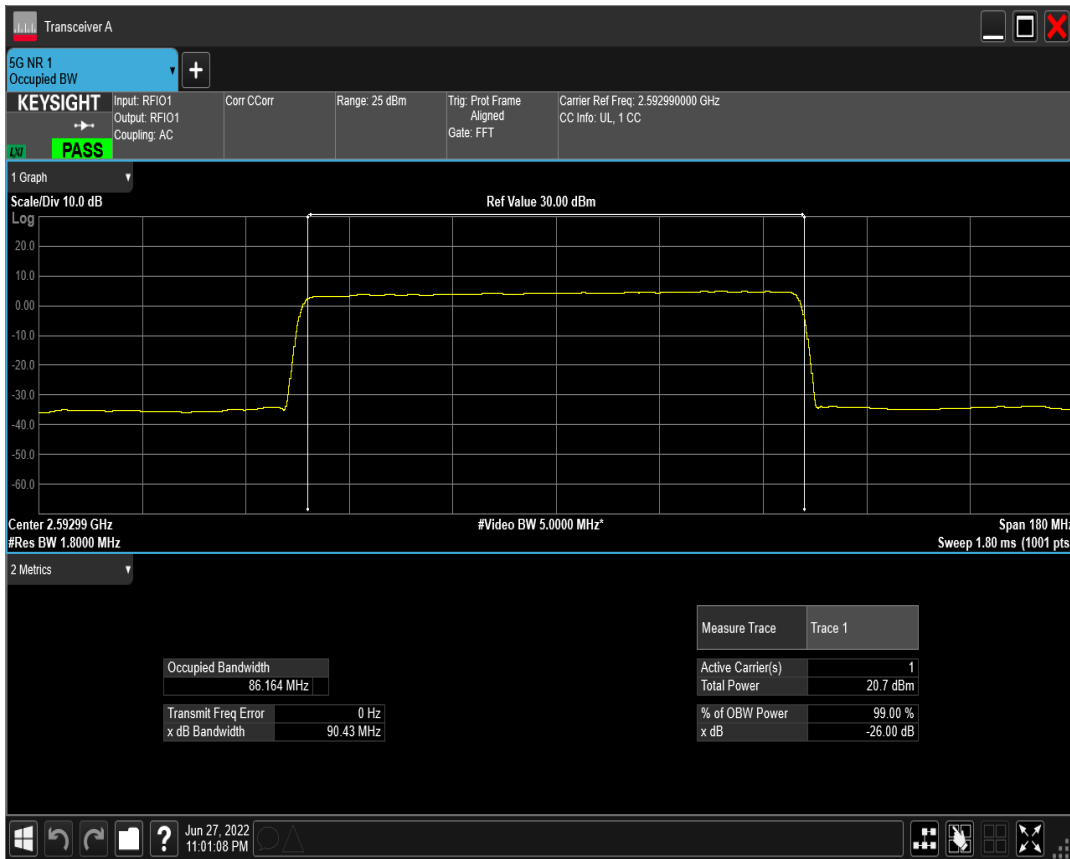 Transceiver A
5G NR 1
Occupied BW
KEYSIGHT
LXI
PASS
Input: RFIO1
Output: RFIO1
Coupling: AC
Corr CCorr
Range: 25 dBm
Trig: Prot Frame
Aligned
Gate: FFT
Carrier Ref Freq: 2.592990000 GHz
CC Info: UL, 1 CC
1 Graph
Scale/Div 10.0 dB
Ref Value 30.00 dBm
Log
20.0
10.0
0.00
-10.0
-20.0
-30.0
-40.0
-50.0
-60.0
Center 2.59299 GHz
#Video BW 5.0000 MHz*
Span 180 MHz
#Res BW 1.8000 MHz
Sweep 1.80 ms (1001 pts
2 Metrics
Measure Trace Trace 1
Occupied Bandwidth
86.164 MHz
Active Carrier(s) 1
Total Power 20.7 dBm
Transmit Freq Error 0 Hz
x dB Bandwidth 90.43 MHz
% of OBW Power 99.00 %
x dB -26.00 dB
?
Jun 27, 2022
11:01:08 PM